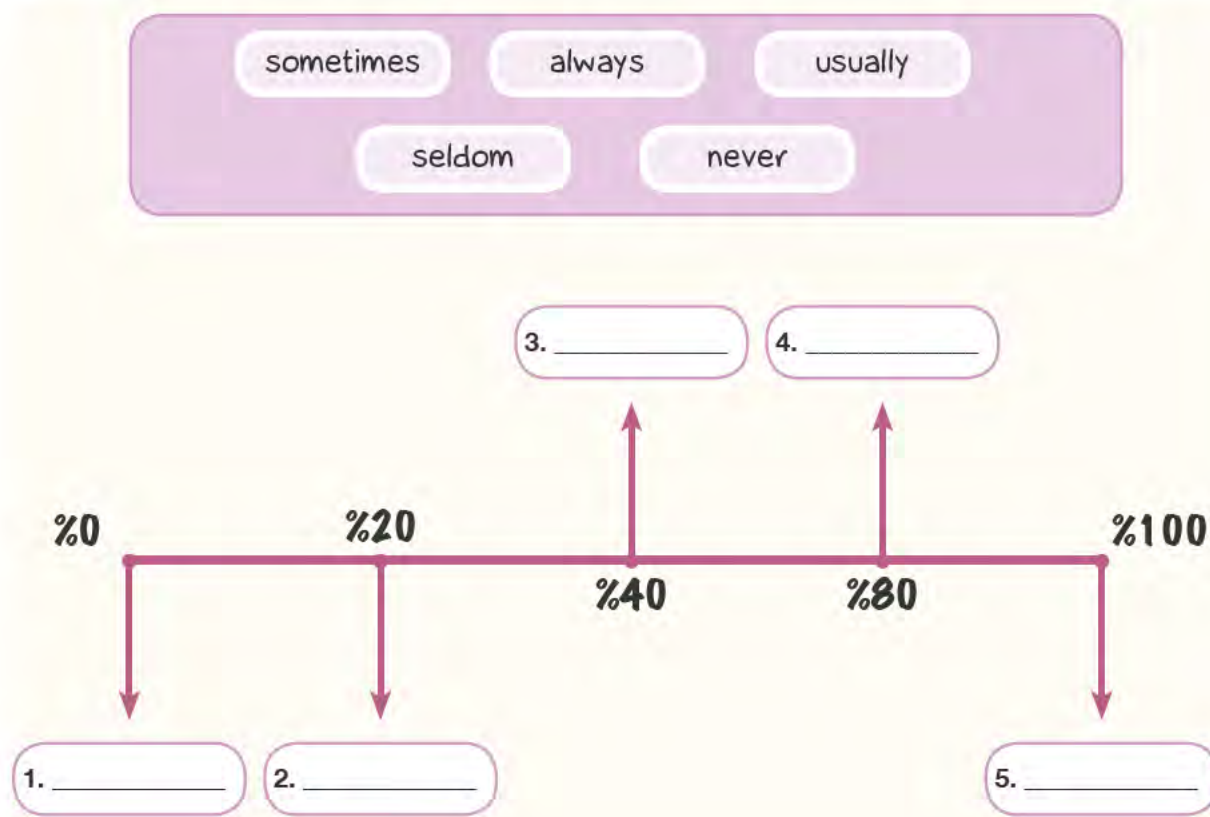 sometimes always usually
seldom never
3. ____________ 4. ____________
%0 %20 %100
%40 %80
1. ____________ 2. ____________ 5. ____________